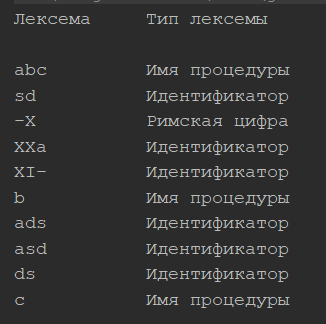 Лексема Тип лексемы
abc Имя процедуры
sd Идентификатор
-X Римская цифра
XXa Идентификатор
XI- Идентификатор
b Имя процедуры
ads Идентификатор
asd Идентификатор
ds Идентификатор
c Имя процедуры